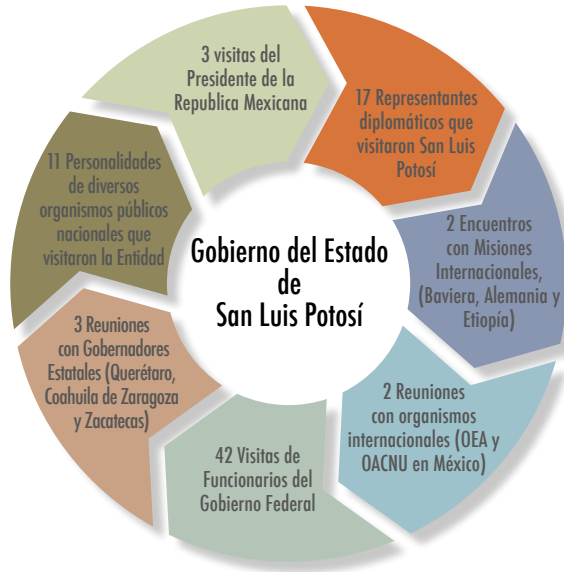 3 visitas del
Presidente de la
Republica Mexicana
17 Representantes
diplomáticos que
visitaron San Luis
Potosí
2 Encuentros
con Misiones
Internacionales,
(Baviera, Alemania y
Etiopía)
2 Reuniones
con organismos
internacionales (OEA y
OACNU en México)
42 Visitas de
Funcionarios del
Gobierno Federal
3 Reuniones
con Gobernadores
Estatales (Querétaro,
Coahuila de Zaragoza
y Zacatecas)
11 Personalidades
de diversos
organismos públicos
nacionales que
visitaron la Entidad
Gobierno del Estado
de
San Luis Potosí